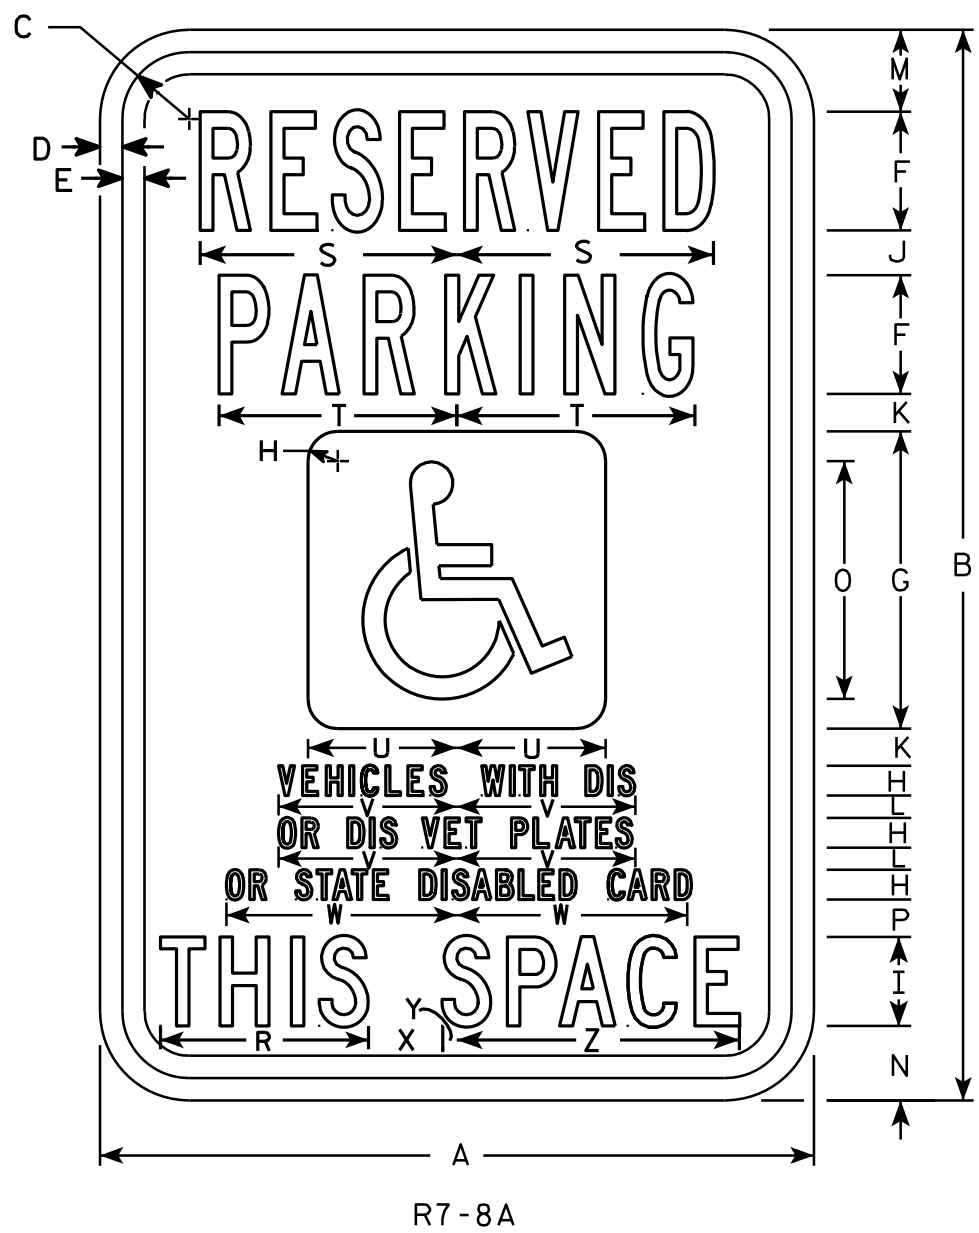 C
M
RESERVED
D
E
F
S S
J
PARKING
F
T T
K
H
O G B
U U
K
VEHICLES WITH DIS
H
V V
L
OR DIS VET PLATES
H
V V
L
OR STATE DISABLED CARD
H
W W
P
THIS SPACE
I
Y
R X Z
N
A
R7-8A